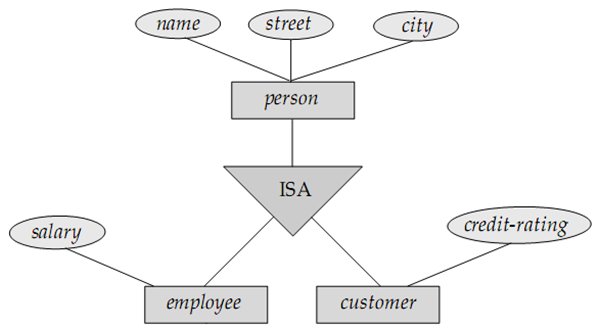 name
street
city
person
ISA
salary
credit-rating
employee
customer